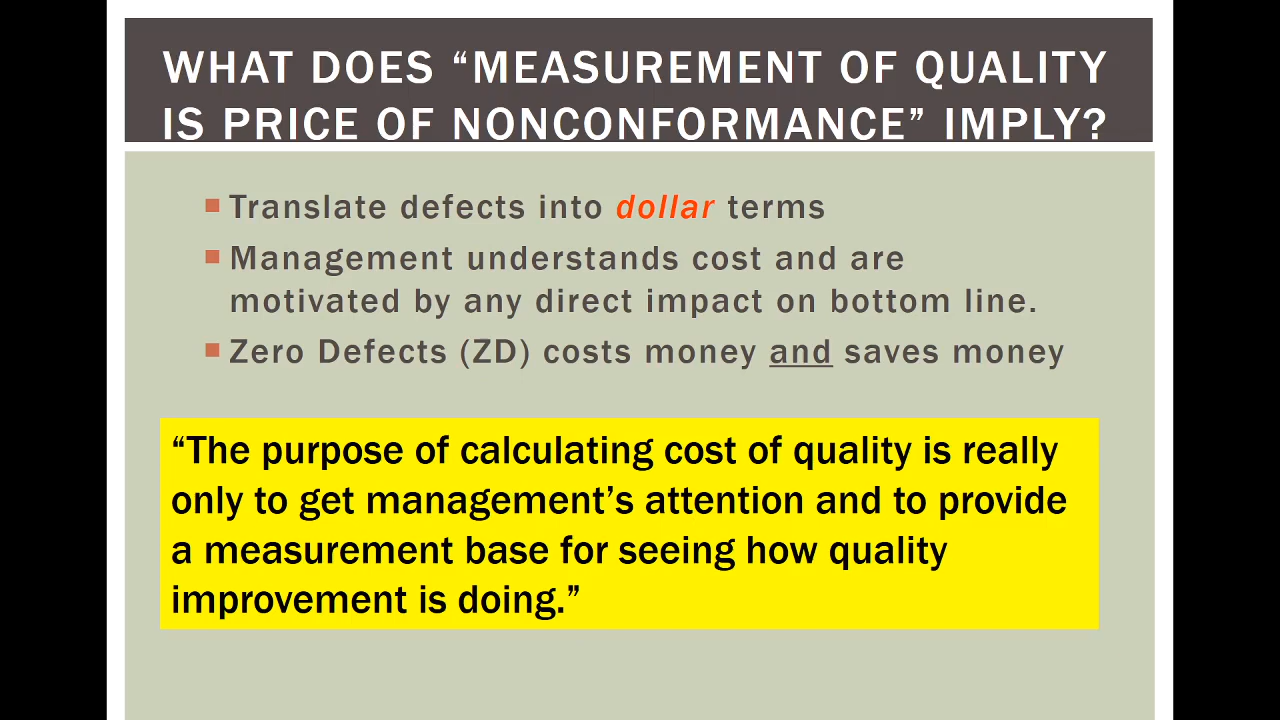 WHAT DOES “MEASUREMENT OF QUALITY
IS PRICE OF NONCONFORMANCE” IMPLY?
Translate defects into dollar terms
Management understands cost and are
motivated by any direct impact on bottom line.
Zero Defects (ZD) costs money and saves money
“The purpose of calculating cost of quality is really
only to get management’s attention and to provide
a measurement base for seeing how quality
improvement is doing.”